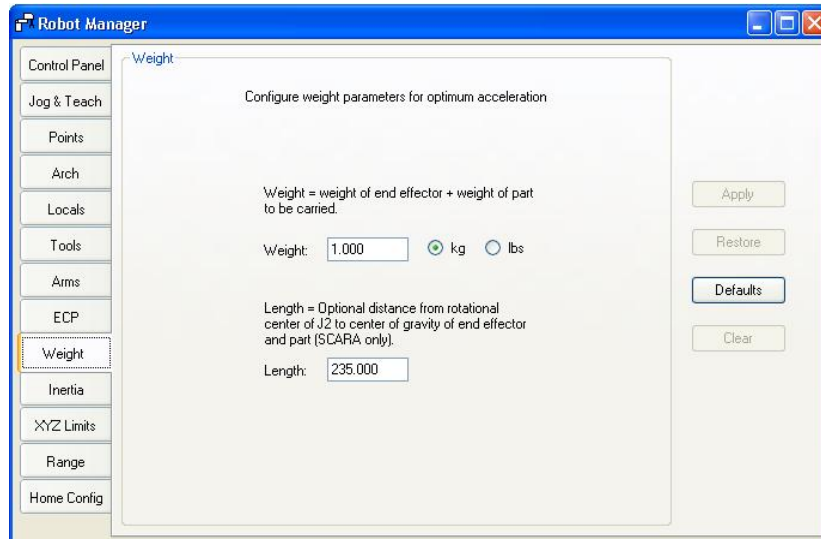 Robot Manager
Control Panel
Jog & Teach
Points
Arch
Locals
Tools
Arms
ECP
Weight
Inertia
XYZ Limits
Range
Home Config
Weight
Configure weight parameters for optimum acceleration
Weight = weight of end effector + weight of part
to be carried.
Weight: 1.000 kg lbs
Length = Optional distance from rotational
center of J2 to center of gravity of end effector
and part (SCARA only).
Length: 235.000
Apply
Restore
Defaults
Clear